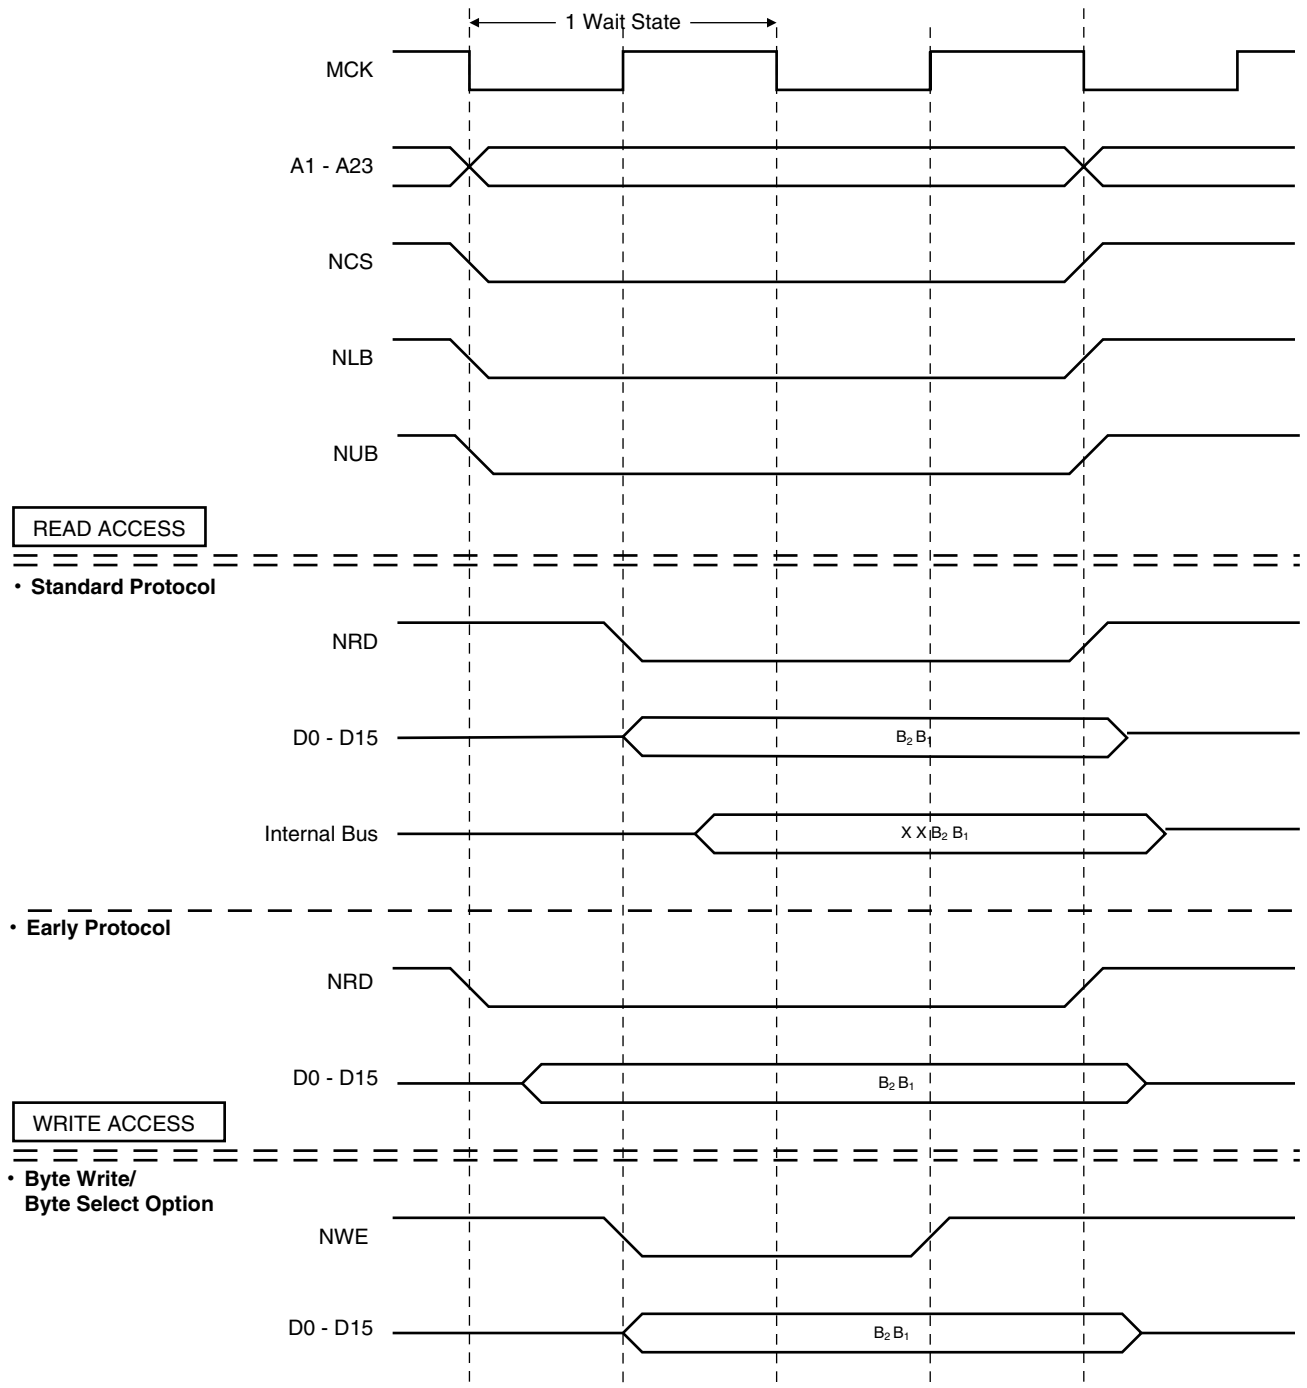 1 Wait State
MCK
A1 - A23
NCS
NLB
NUB
READ ACCESS
• Standard Protocol
NRD
D0 - D15
B₂ B₁
Internal Bus
X X B₂ B₁
• Early Protocol
NRD
D0 - D15
B₂ B₁
WRITE ACCESS
• Byte Write/
Byte Select Option
NWE
D0 - D15
B₂ B₁